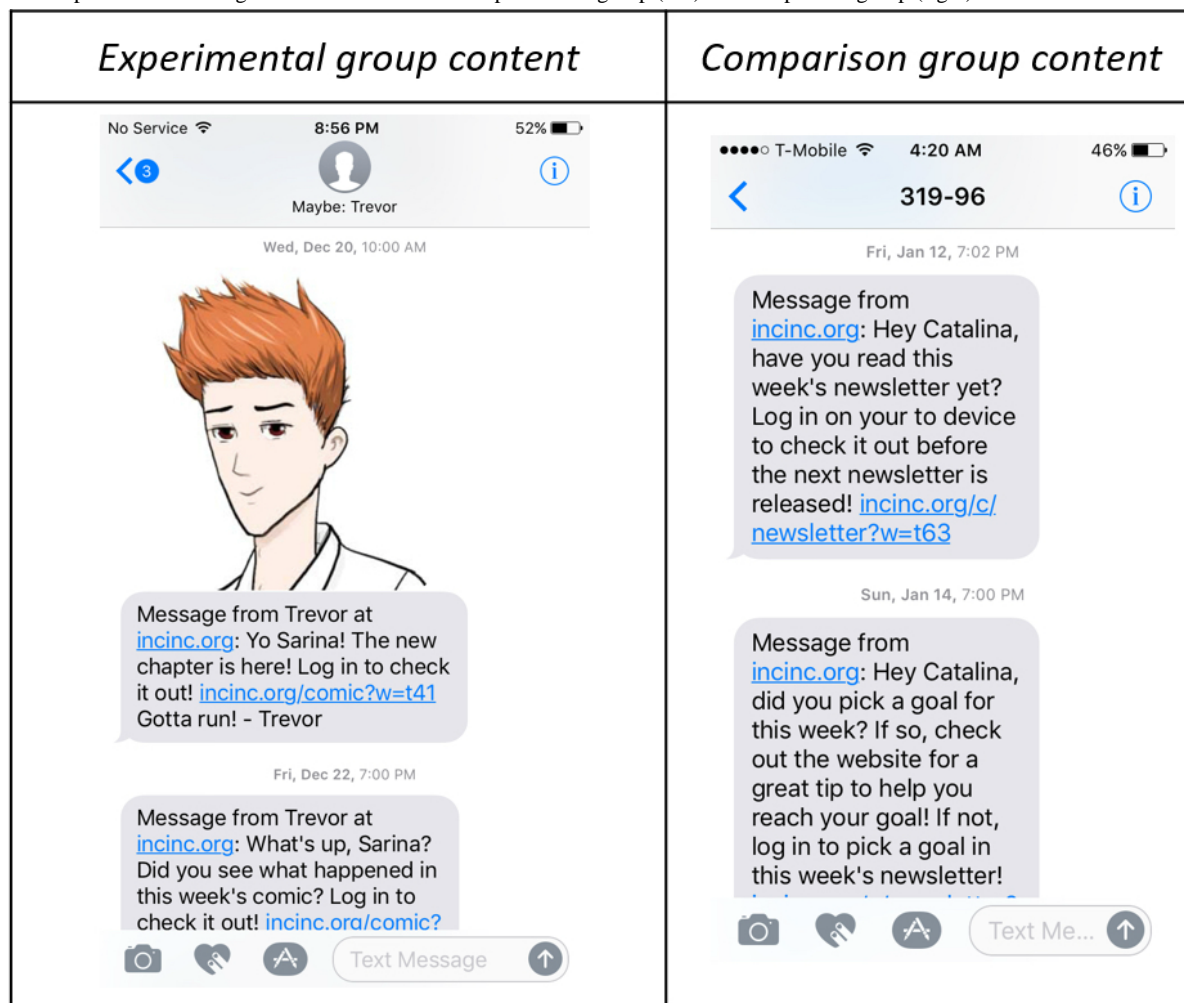 Experimental group content
Comparison group content
No Service
8:56 PM
52%
3
Maybe: Trevor
Wed, Dec 20, 10:00 AM
Message from Trevor at
incinc.org: Yo Sarina! The new
chapter is here! Log in to check
it out! incinc.org/comic?w=t41
Gotta run! - Trevor
Fri, Dec 22, 7:00 PM
Message from Trevor at
incinc.org: What's up, Sarina?
Did you see what happened in
this week's comic? Log in to
check it out! incinc.org/comic?
Text Message
T-Mobile
4:20 AM
46%
319-96
Fri, Jan 12, 7:02 PM
Message from
incinc.org: Hey Catalina,
have you read this
week's newsletter yet?
Log in on your to device
to check it out before
the next newsletter is
released! incinc.org/c/
newsletter?w=t63
Sun, Jan 14, 7:00 PM
Message from
incinc.org: Hey Catalina,
did you pick a goal for
this week? If so, check
out the website for a
great tip to help you
reach your goal! If not,
log in to pick a goal in
this week's newsletter!
Text Me...